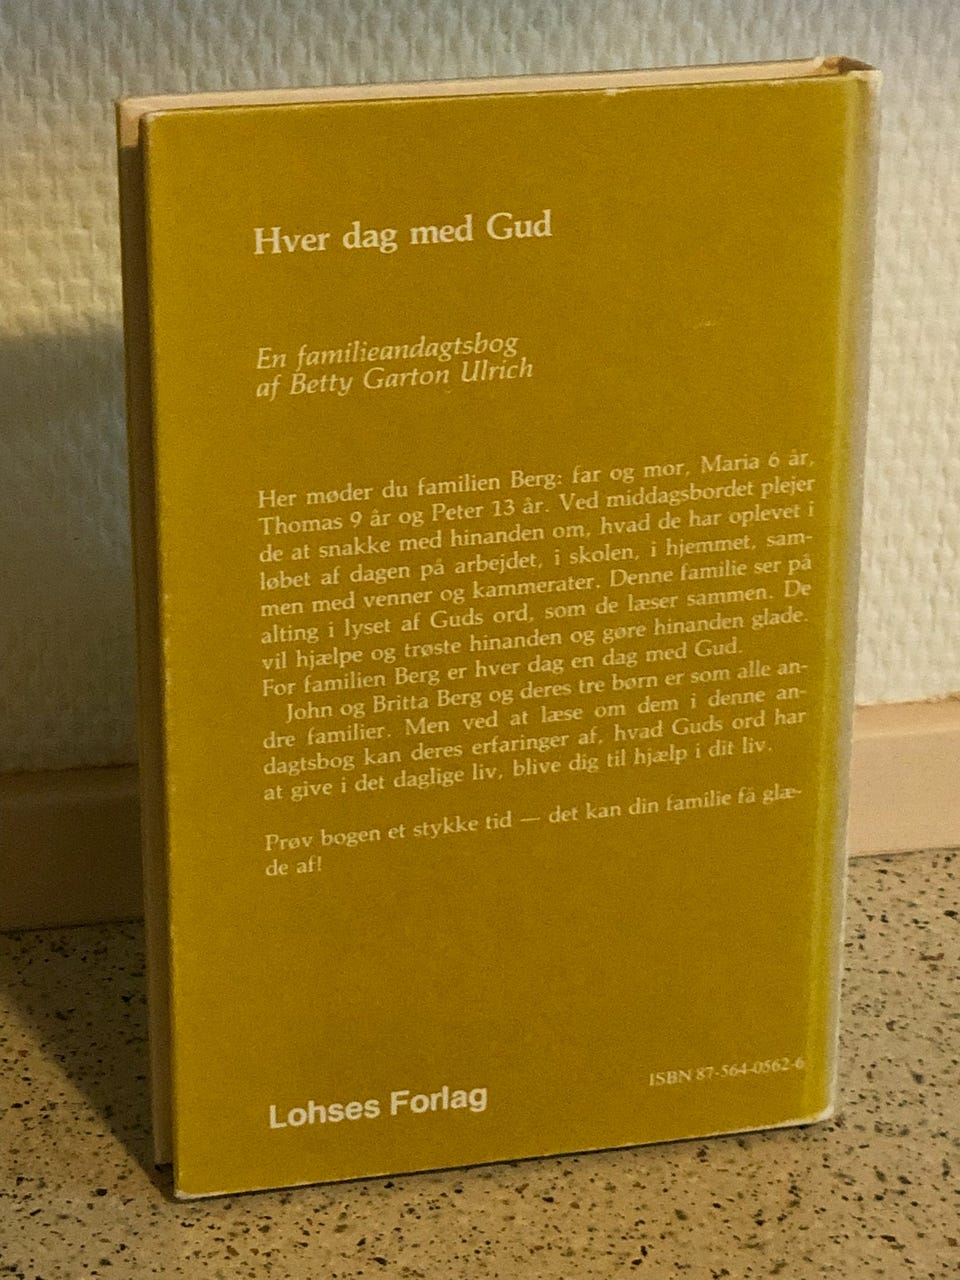 Hver dag med Gud
En familieandagtsbog
af Betty Garton Ulrich
Her møder du familien Berg: far og mor, Maria 6 år,
Thomas 9 år og Peter 13 år. Ved middagsbordet plejer
de at snakke med hinanden om, hvad de har oplevet i
løbet af dagen på arbejdet, i skolen, i hjemmet, sam-
men med venner og kammerater. Denne familie ser på
alting i lyset af Guds ord, som de læser sammen. De
vil hjælpe og trøste hinanden og gøre hinanden glade.
For familien Berg er hver dag en dag med Gud.
John og Britta Berg og deres tre børn er som alle an-
dre familier. Men ved at læse om dem i denne an-
dagtsbog kan deres erfaringer af, hvad Guds ord har
at give i det daglige liv, blive dig til hjælp i dit liv.
Prøv bogen et stykke tid — det kan din familie få glæ-
de af!
ISBN 87-564-0562-6
Lohses Forlag